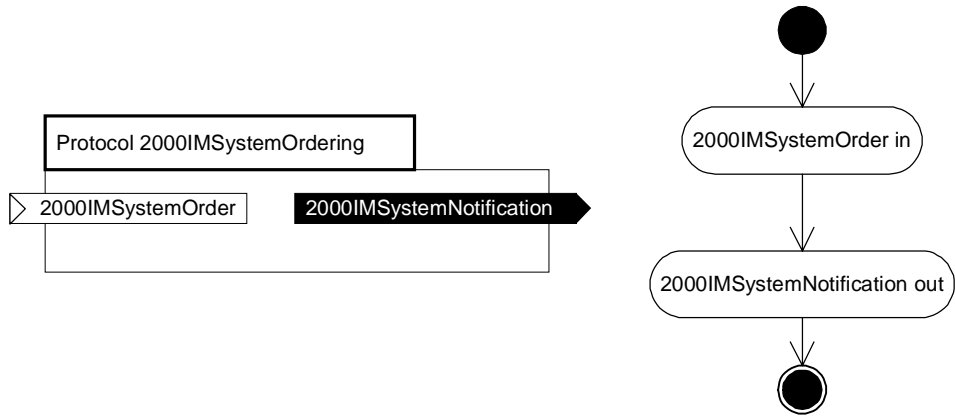 Protocol 2000IMSystemOrdering
2000IMSystemOrder
2000IMSystemNotification
2000IMSystemOrder in
2000IMSystemNotification out